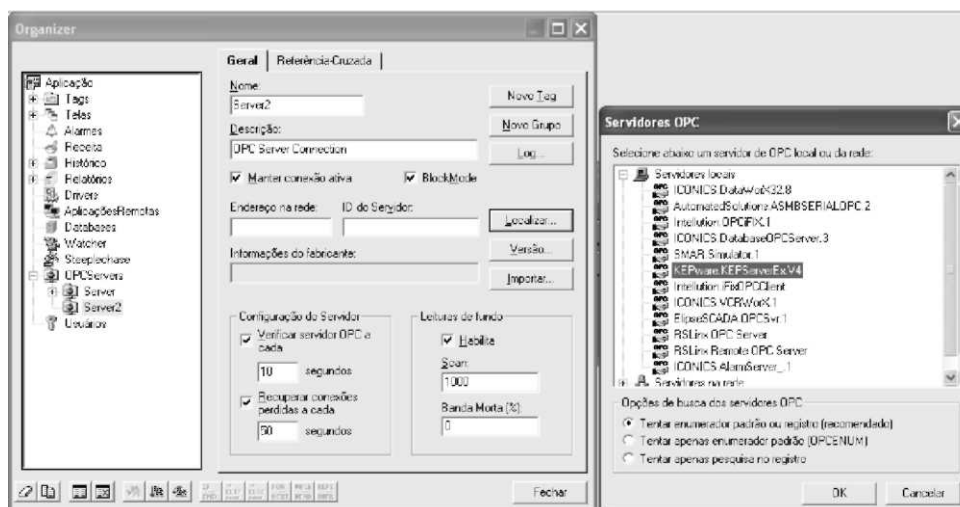 Organizer
Aplicação
Tags
Telas
Alarmes
Receita
Histórico
Relatórios
Drivers
AplicaçõesRemotas
Databases
Watcher
Steeplechase
OPCServers
Server
Server2
Usuários
Geral
Referência-Cruzada
Nome:
Server2
Descrição:
OPC Server Connection
Manter conexão ativa
BlockMode
Endereço na rede:
ID do Servidor:
Informações do fabricante:
Novo Tag
Novo Grupo
Log...
Localizar...
Versão...
Importar...
Configuração do Servidor
Verificar servidor OPC a
cada
10 segundos
Recuperar conexões
perdidas a cada
50 segundos
Leituras de fundo
Habilita
Scan:
1000
Banda Morta (%):
0
Fechar
Servidores OPC
Selecione abaixo um servidor de OPC local ou da rede:
Servidores locais
ICONICS.DataWorX32.8
AutomatedSolutions.ASMBSERIALOPC.2
Intellution.OPCiFIX.1
ICONICS.DatabaseOPCServer.3
SMAR.Simulator.1
KEPware.KEPServerEx.V4
Intellution.iFixOPCClient
ICONICS.VCRWorX.1
ElipseSCADA.OPCSvr.1
RSLinx OPC Server
RSLinx Remote OPC Server
ICONICS.AlarmServer_.1
Servidores na rede
Opções de busca dos servidores OPC
Tentar enumerador padrão ou registro (recomendado)
Tentar apenas enumerador padrão (OPCENUM)
Tentar apenas pesquisa no registro
OK
Cancelar